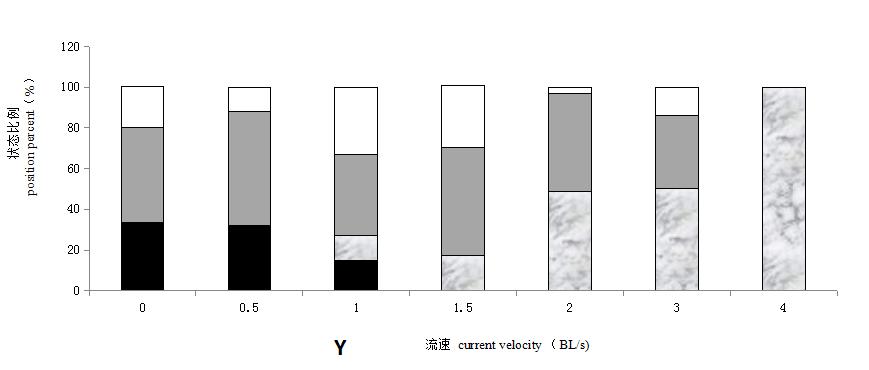 120
100
80
60
40
20
0
状态比例
position percent（%）
0 0.5 1 1.5 2 3 4
Y
流速 current velocity（BL/s)